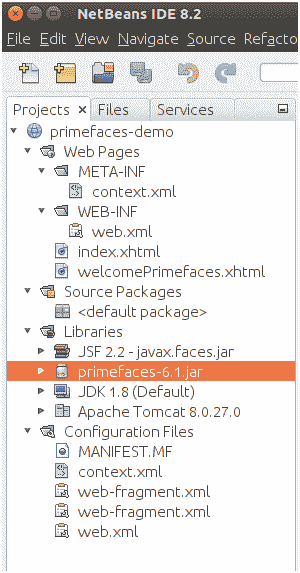 NetBeans IDE 8.2
File Edit View Navigate Source Refacto
Projects × Files Services
primefaces-demo
Web Pages
META-INF
context.xml
WEB-INF
web.xml
index.xhtml
welcomePrimefaces.xhtml
Source Packages
<default package>
Libraries
JSF 2.2 - javax.faces.jar
primefaces-6.1.jar
JDK 1.8 (Default)
Apache Tomcat 8.0.27.0
Configuration Files
MANIFEST.MF
context.xml
web-fragment.xml
web-fragment.xml
web.xml